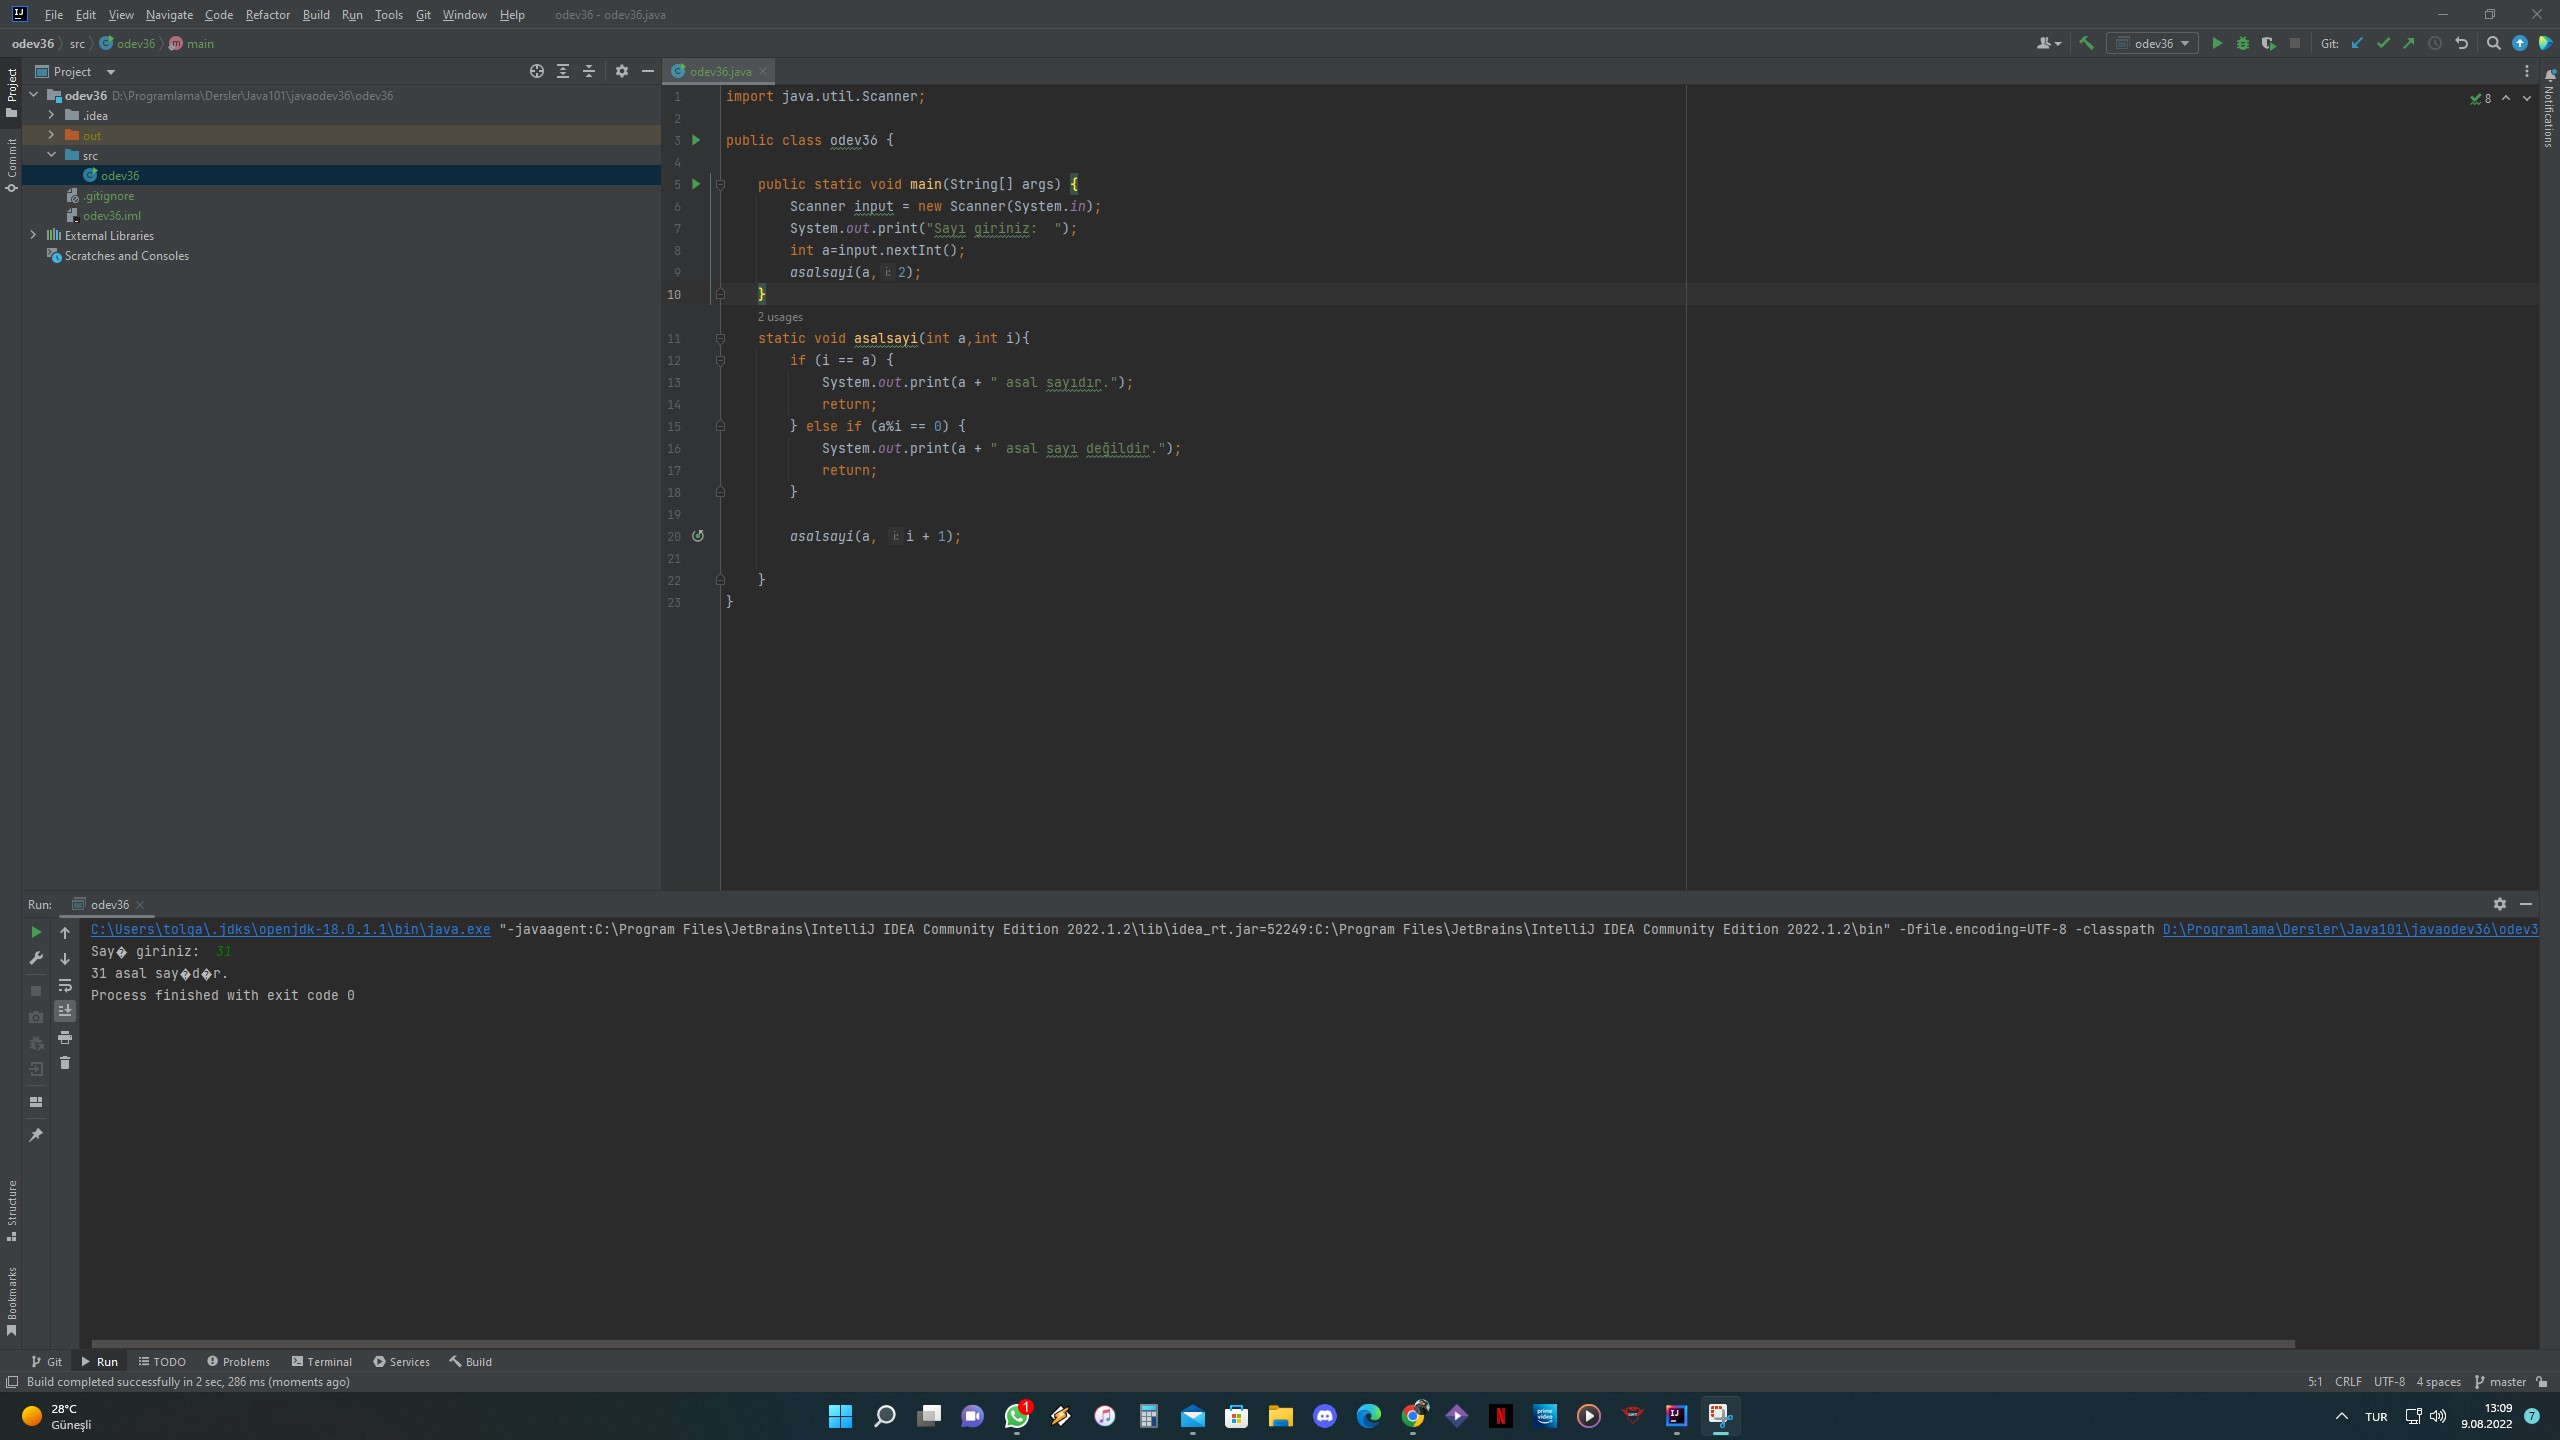 File Edit View Navigate Code Refactor Build Run Tools Git Window Help odev36 - odev36.java
odev36 src odev36 main
odev36 Git:
Project
odev36.java
odev36 D:\Programlama\Dersler\Java101\javaodev36\odev36
.idea
out
src
odev36
.gitignore
odev36.iml
External Libraries
Scratches and Consoles
Project
Commit
Structure
Bookmarks
Notifications
8
1 import java.util.Scanner;
2
3 public class odev36 {
4
5 public static void main(String[] args) {
6 Scanner input = new Scanner(System.in);
7 System.out.print("Sayı giriniz:  ");
8 int a=input.nextInt();
9 asalsayi(a, i: 2);
10 }
2 usages
11 static void asalsayi(int a,int i){
12 if (i == a) {
13 System.out.print(a + " asal sayıdır.");
14 return;
15 } else if (a%i == 0) {
16 System.out.print(a + " asal sayı değildir.");
17 return;
18 }
19
20 asalsayi(a, i: i + 1);
21
22 }
23 }
Run: odev36
C:\Users\tolga\.jdks\openjdk-18.0.1.1\bin\java.exe "-javaagent:C:\Program Files\JetBrains\IntelliJ IDEA Community Edition 2022.1.2\lib\idea_rt.jar=52249:C:\Program Files\JetBrains\IntelliJ IDEA Community Edition 2022.1.2\bin" -Dfile.encoding=UTF-8 -classpath D:\Programlama\Dersler\Java101\javaodev36\odev3
Say� giriniz:  31
31 asal say�d�r.
Process finished with exit code 0
Git Run TODO Problems Terminal Services Build
Build completed successfully in 2 sec, 286 ms (moments ago)
5:1 CRLF UTF-8 4 spaces master
28°C
Güneşli
1
TUR
13:09
9.08.2022
7